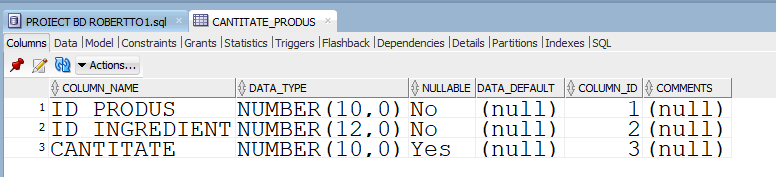 PROIECT BD ROBERTTO1.sql × CANTITATE_PRODUS ×
Columns Data Model Constraints Grants Statistics Triggers Flashback Dependencies Details Partitions Indexes SQL
Actions...
COLUMN_NAME DATA_TYPE NULLABLE DATA_DEFAULT COLUMN_ID COMMENTS
1 ID_PRODUS NUMBER(10,0) No (null) 1 (null)
2 ID_INGREDIENT NUMBER(12,0) No (null) 2 (null)
3 CANTITATE NUMBER(10,0) Yes (null) 3 (null)